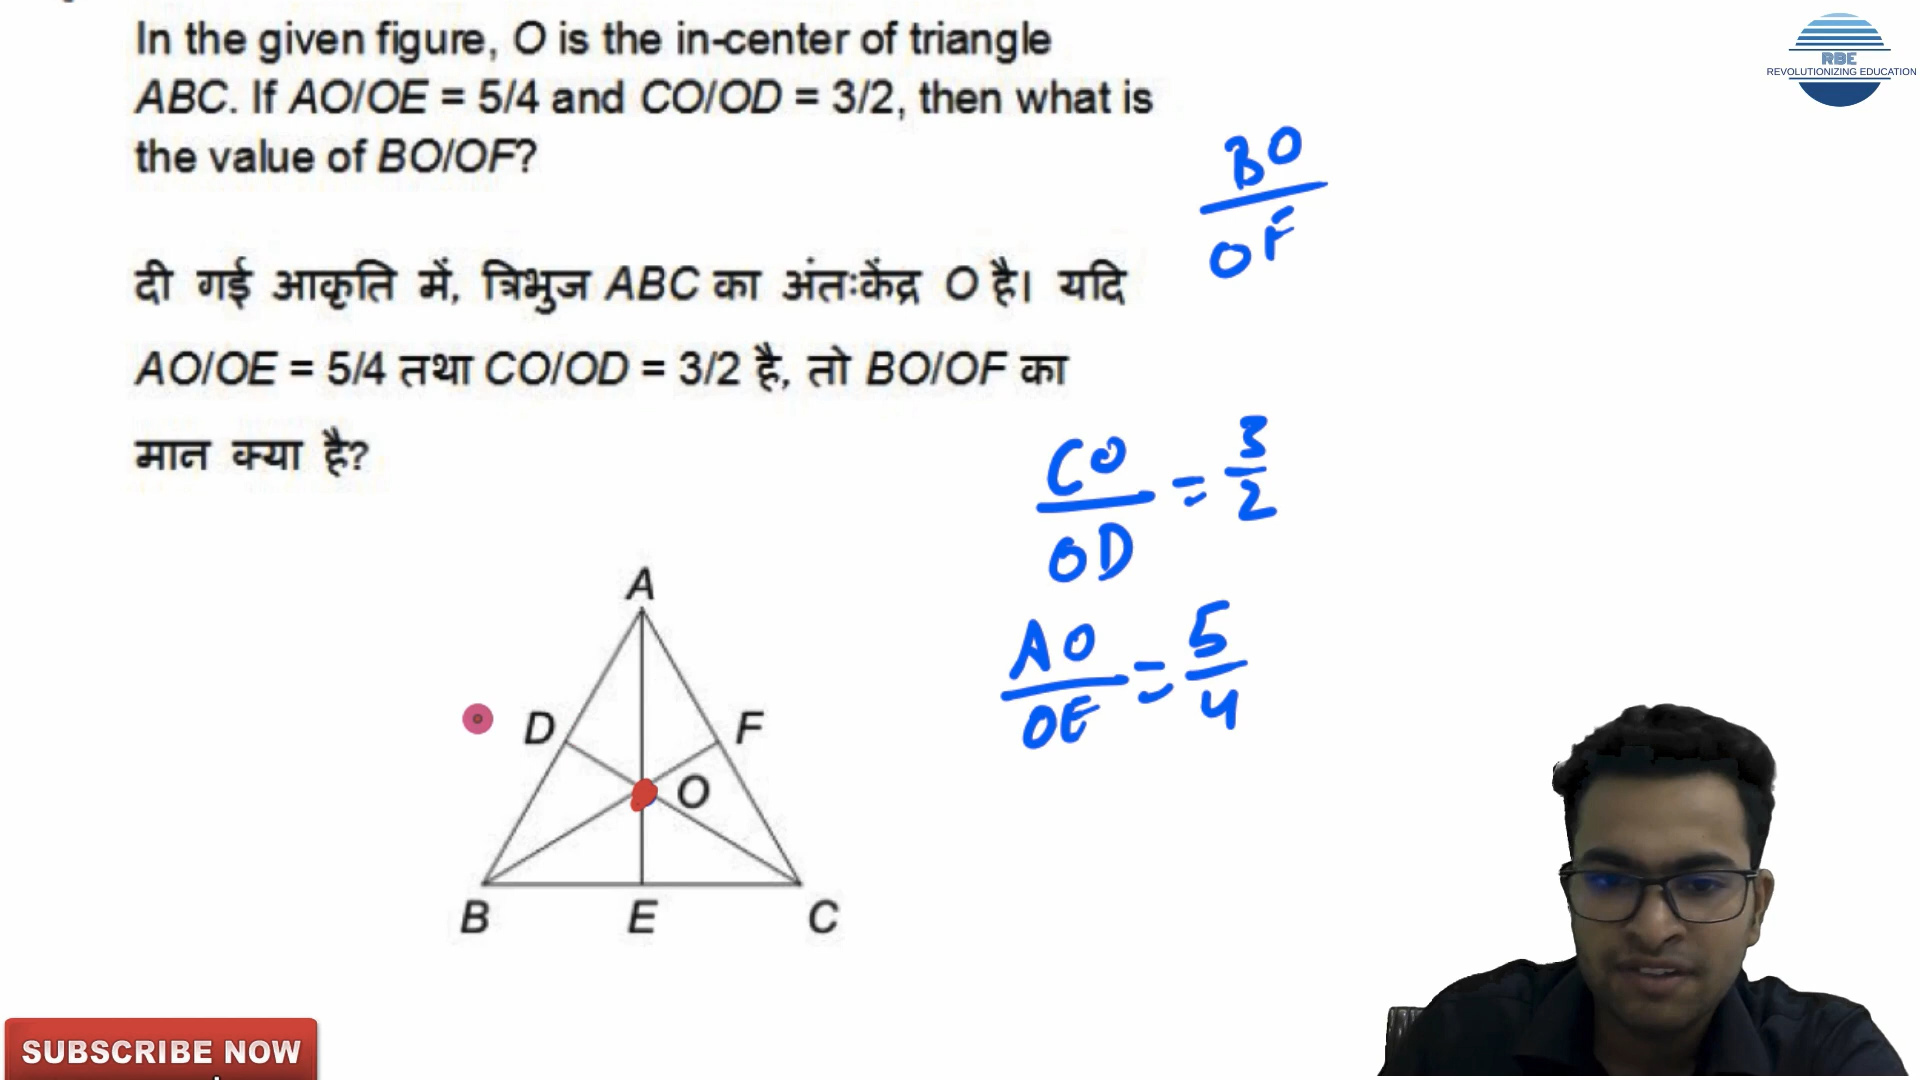 In the given figure, O is the in-center of triangle
ABC. If AO/OE = 5/4 and CO/OD = 3/2, then what is
the value of BO/OF?
दी गई आकृति में, त्रिभुज ABC का अंतःकेंद्र O है। यदि
AO/OE = 5/4 तथा CO/OD = 3/2 है, तो BO/OF का
मान क्या है?
RBE
REVOLUTIONIZING EDUCATION
BO
OF
CO
OD
=
3
2
AO
OE
=
5
4
A
D
F
O
B
E
C
SUBSCRIBE NOW